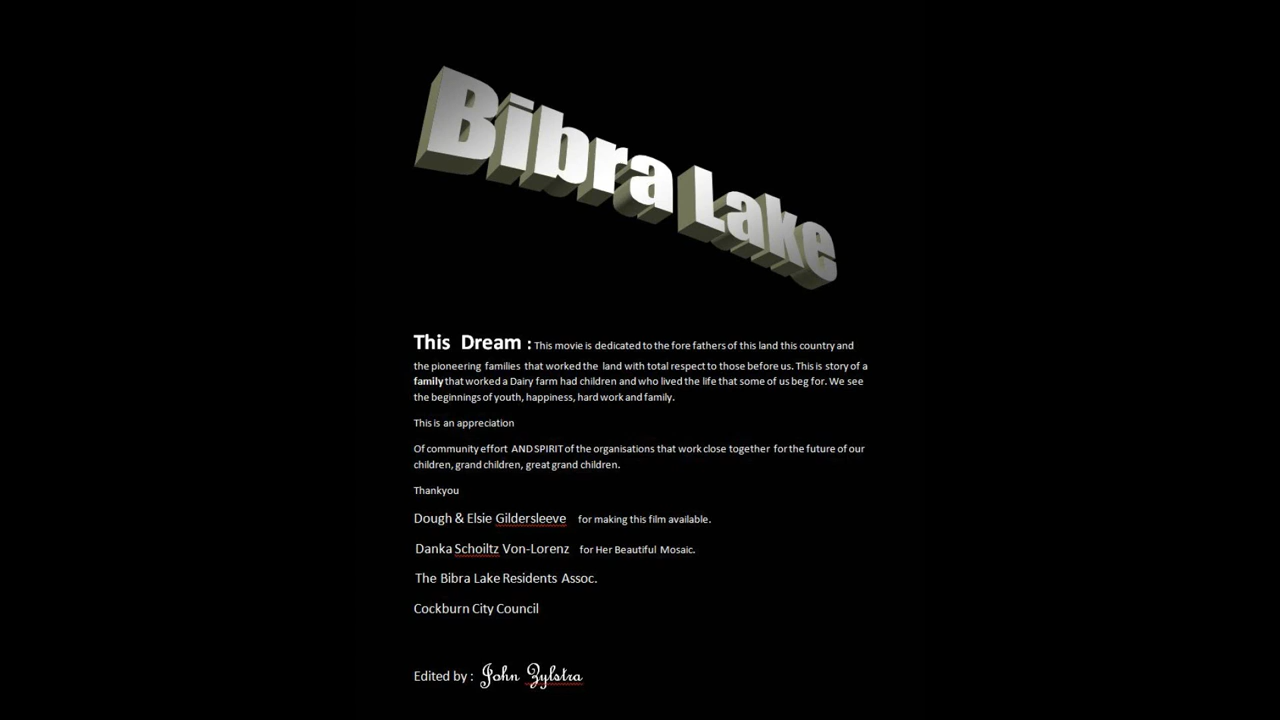 Bibra Lake
This Dream : This movie is dedicated to the fore fathers of this land this country and
the pioneering families that worked the land with total respect to those before us. This is story of a
family that worked a Dairy farm had children and who lived the life that some of us beg for. We see
the beginnings of youth, happiness, hard work and family.
This is an appreciation
Of community effort AND SPIRIT of the organisations that work close together for the future of our
children, grand children, great grand children.
Thankyou
Dough & Elsie Gildersleeve for making this film available.
Danka Schoiltz Von-Lorenz for Her Beautiful Mosaic.
The Bibra Lake Residents Assoc.
Cockburn City Council
Edited by : John Zylstra